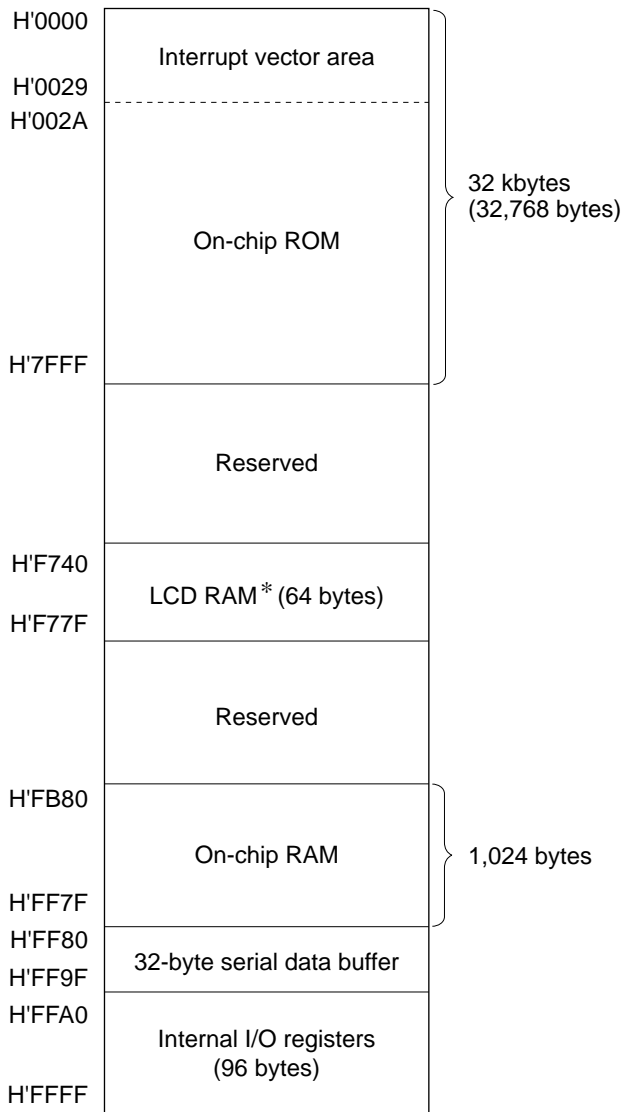 H'0000
Interrupt vector area
H'0029
H'002A
32 kbytes
(32,768 bytes)
On-chip ROM
H'7FFF
Reserved
H'F740
LCD RAM* (64 bytes)
H'F77F
Reserved
H'FB80
On-chip RAM
1,024 bytes
H'FF7F
H'FF80
32-byte serial data buffer
H'FF9F
H'FFA0
Internal I/O registers
(96 bytes)
H'FFFF